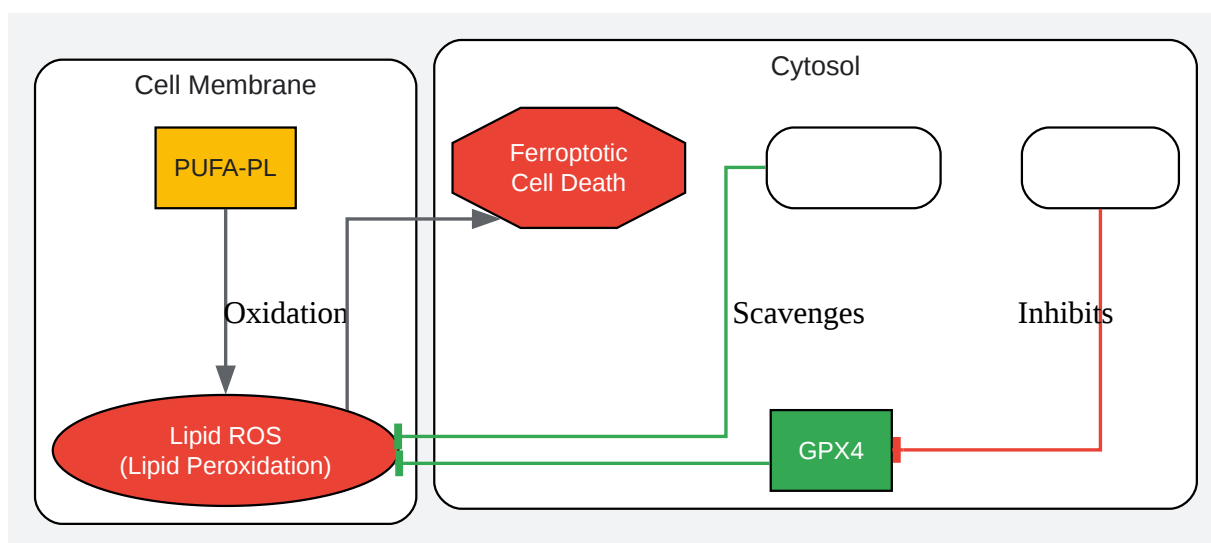 Cell Membrane
PUFA-PL
Oxidation
Lipid ROS
(Lipid Peroxidation)
Cytosol
Ferroptotic
Cell Death
Scavenges
Inhibits
GPX4